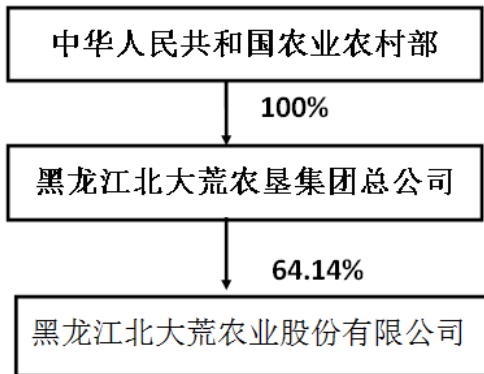 中华人民共和国农业农村部
100%
黑龙江北大荒农垦集团总公司
64.14%
黑龙江北大荒农业股份有限公司